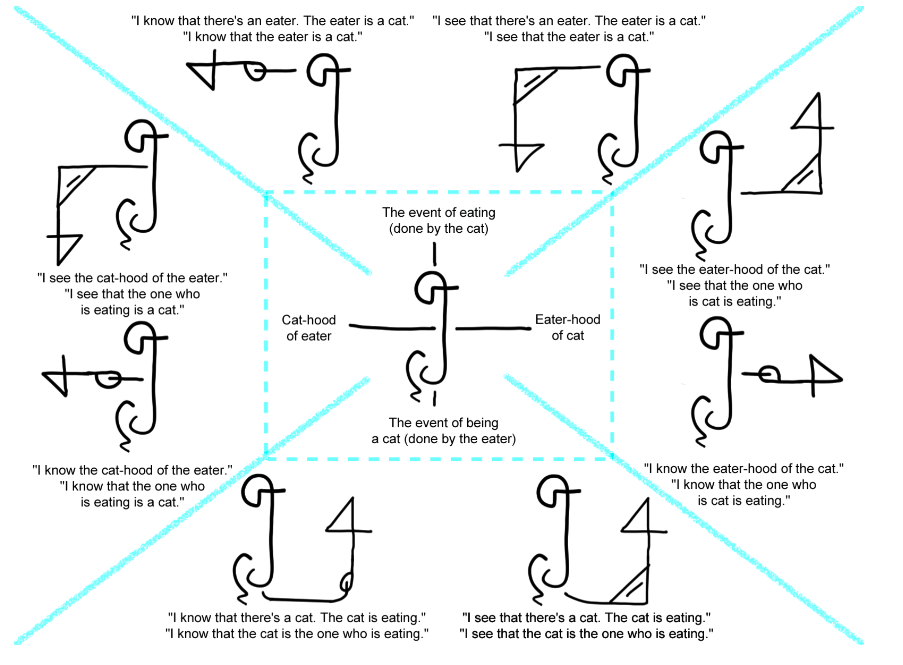 "I know that there's an eater. The eater is a cat."
"I know that the eater is a cat."
"I see that there's an eater. The eater is a cat."
"I see that the eater is a cat."
The event of eating
(done by the cat)
"I see the cat-hood of the eater."
"I see that the one who
is eating is a cat."
"I see the eater-hood of the cat."
"I see that the one who
is cat is eating."
Cat-hood
of eater
Eater-hood
of cat
The event of being
a cat (done by the eater)
"I know the cat-hood of the eater."
"I know that the one who
is eating is a cat."
"I know the eater-hood of the cat."
"I know that the one who
is cat is eating."
"I know that there's a cat. The cat is eating."
"I know that the cat is the one who is eating."
"I see that there's a cat. The cat is eating."
"I see that the cat is the one who is eating."